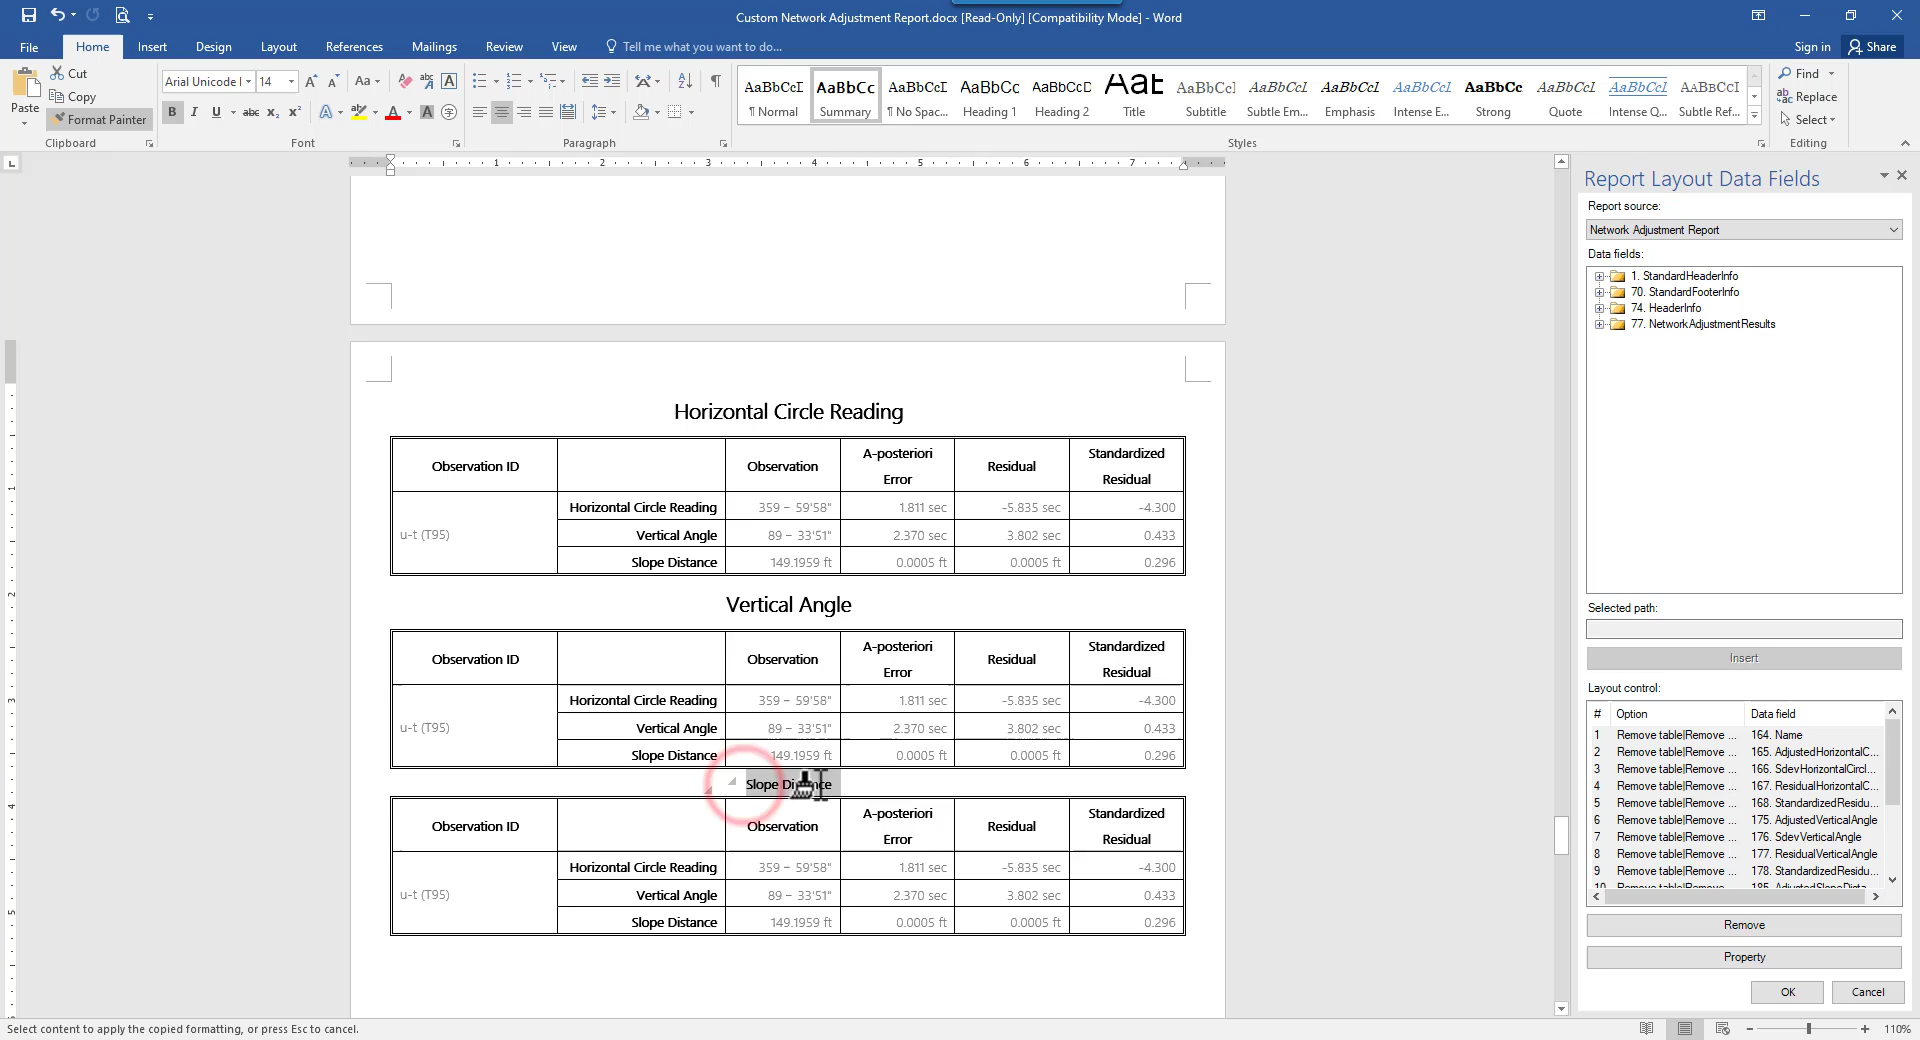 Custom Network Adjustment Report.docx [Read-Only] [Compatibility Mode] - Word
File Home Insert Design Layout References Mailings Review View Tell me what you want to do... Sign in Share
Paste
Cut
Copy
Format Painter
Clipboard
Arial Unicode I 14
Font
Paragraph
AaBbCcI AaBbCc AaBbCcI AaBbCc AaBbCcD Aat AaBbCcI AaBbCcI AaBbCcI AaBbCcI AaBbCc AaBbCcI AaBbCcI AaBbCcI
¶ Normal Summary ¶ No Spac... Heading 1 Heading 2 Title Subtitle Subtle Em... Emphasis Intense E... Strong Quote Intense Q... Subtle Ref...
Styles
Find
Replace
Select
Editing
1 2 3 4 5 6 7
Horizontal Circle Reading
Observation ID Observation A-posteriori Error Residual Standardized Residual
u-t (T95)
Horizontal Circle Reading 359 - 59'58" 1.811 sec -5.835 sec -4.300
Vertical Angle 89 - 33'51" 2.370 sec 3.802 sec 0.433
Slope Distance 149.1959 ft 0.0005 ft 0.0005 ft 0.296
Vertical Angle
Observation ID Observation A-posteriori Error Residual Standardized Residual
u-t (T95)
Horizontal Circle Reading 359 - 59'58" 1.811 sec -5.835 sec -4.300
Vertical Angle 89 - 33'51" 2.370 sec 3.802 sec 0.433
Slope Distance 149.1959 ft 0.0005 ft 0.0005 ft 0.296
Slope Distance
Observation ID Observation A-posteriori Error Residual Standardized Residual
u-t (T95)
Horizontal Circle Reading 359 - 59'58" 1.811 sec -5.835 sec -4.300
Vertical Angle 89 - 33'51" 2.370 sec 3.802 sec 0.433
Slope Distance 149.1959 ft 0.0005 ft 0.0005 ft 0.296
Report Layout Data Fields
Report source:
Network Adjustment Report
Data fields:
1. StandardHeaderInfo
70. StandardFooterInfo
74. HeaderInfo
77. NetworkAdjustmentResults
Selected path:
Insert
Layout control:
# Option Data field
1 Remove table|Remove ... 164. Name
2 Remove table|Remove ... 165. AdjustedHorizontalC...
3 Remove table|Remove ... 166. SdevHorizontalCircl...
4 Remove table|Remove ... 167. ResidualHorizontalC...
5 Remove table|Remove ... 168. StandardizedResidu...
6 Remove table|Remove ... 175. AdjustedVerticalAngle
7 Remove table|Remove ... 176. SdevVerticalAngle
8 Remove table|Remove ... 177. ResidualVerticalAngle
9 Remove table|Remove ... 178. StandardizedResidu...
10 Remove table|Remove ... 185. AdjustedSlopeDista...
Remove
Property
OK Cancel
Select content to apply the copied formatting, or press Esc to cancel.
110%